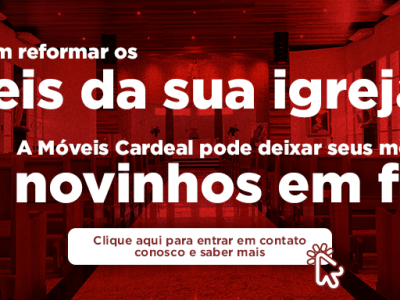 m reformar os
eis da sua igreja
A Móveis Cardeal pode deixar seus m
novinhos em f
Clique aqui para entrar em contato
conosco e saber mais